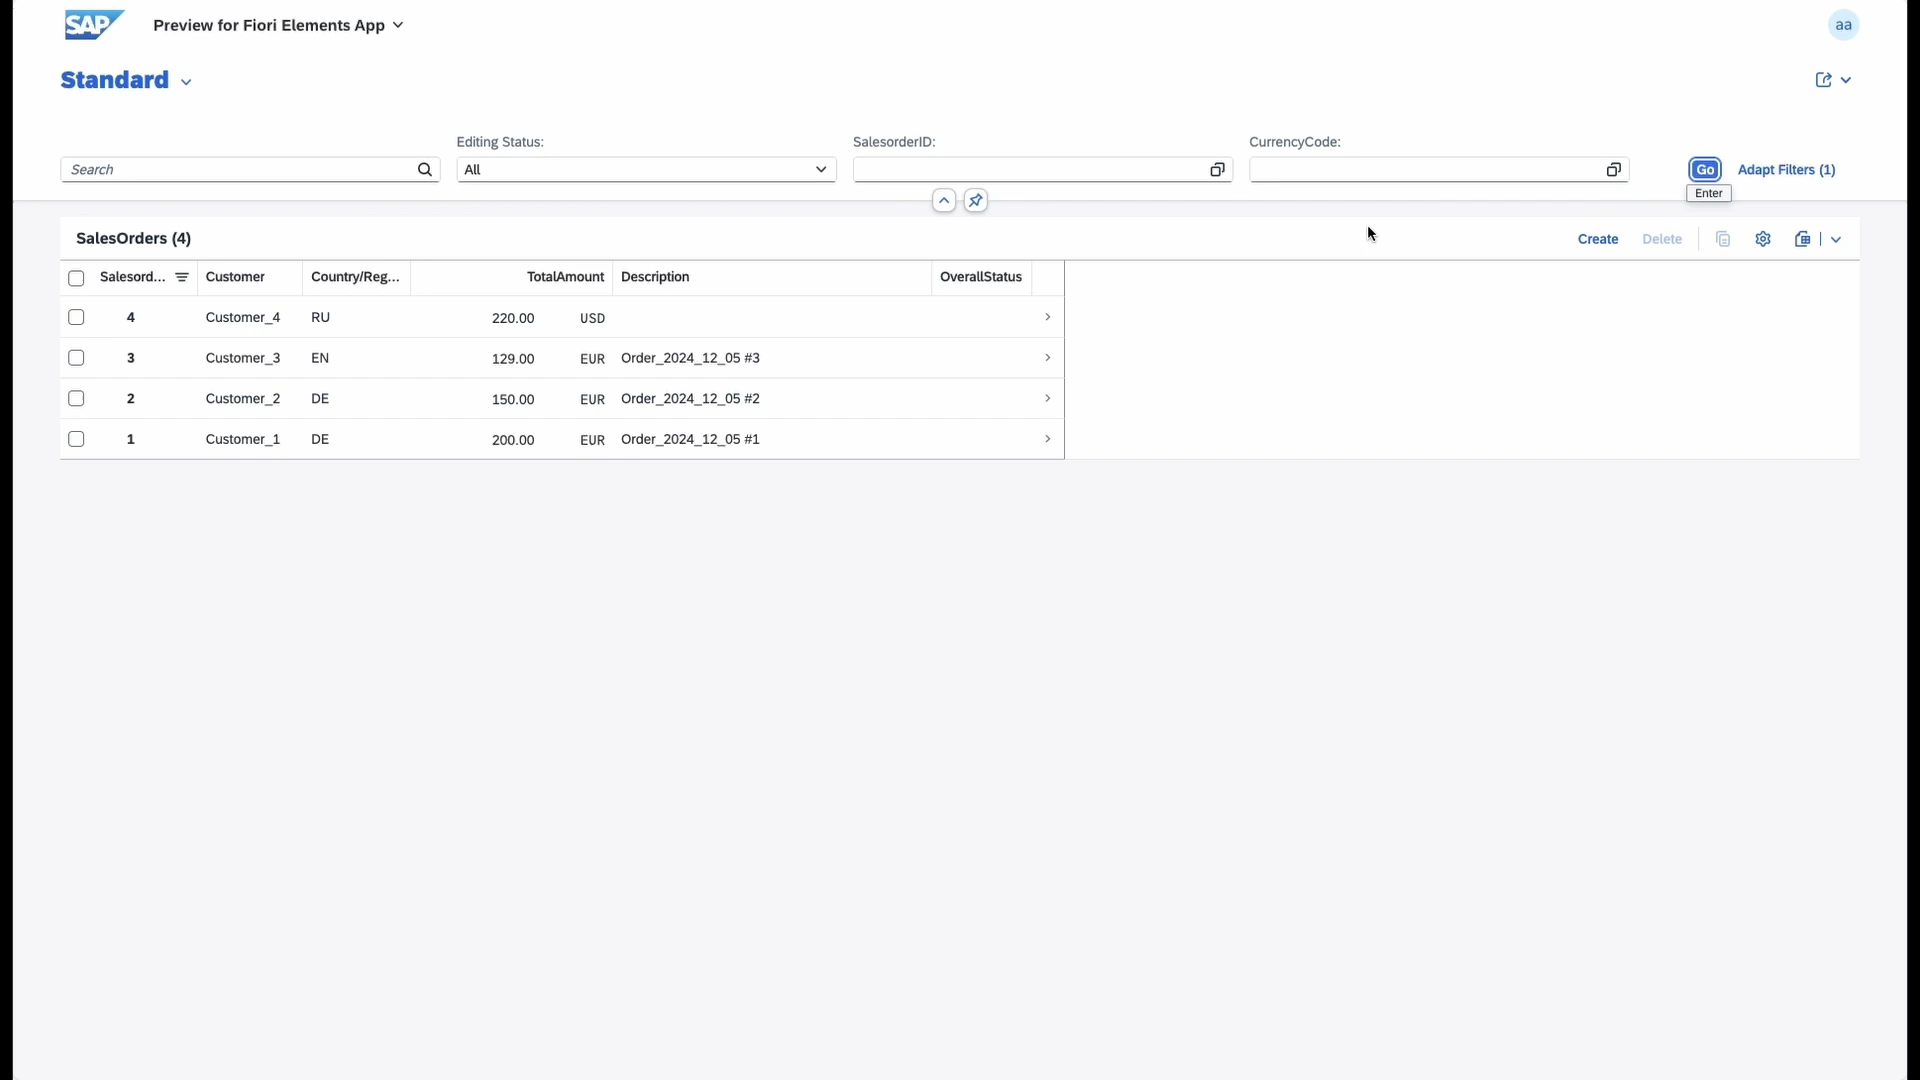 SAP Preview for Fiori Elements App aa
Standard
Editing Status: SalesorderID: CurrencyCode:
Search All Go Adapt Filters (1)
Enter
SalesOrders (4) Create Delete
Salesord... Customer Country/Reg... TotalAmount Description OverallStatus
4 Customer_4 RU 220.00 USD
3 Customer_3 EN 129.00 EUR Order_2024_12_05 #3
2 Customer_2 DE 150.00 EUR Order_2024_12_05 #2
1 Customer_1 DE 200.00 EUR Order_2024_12_05 #1